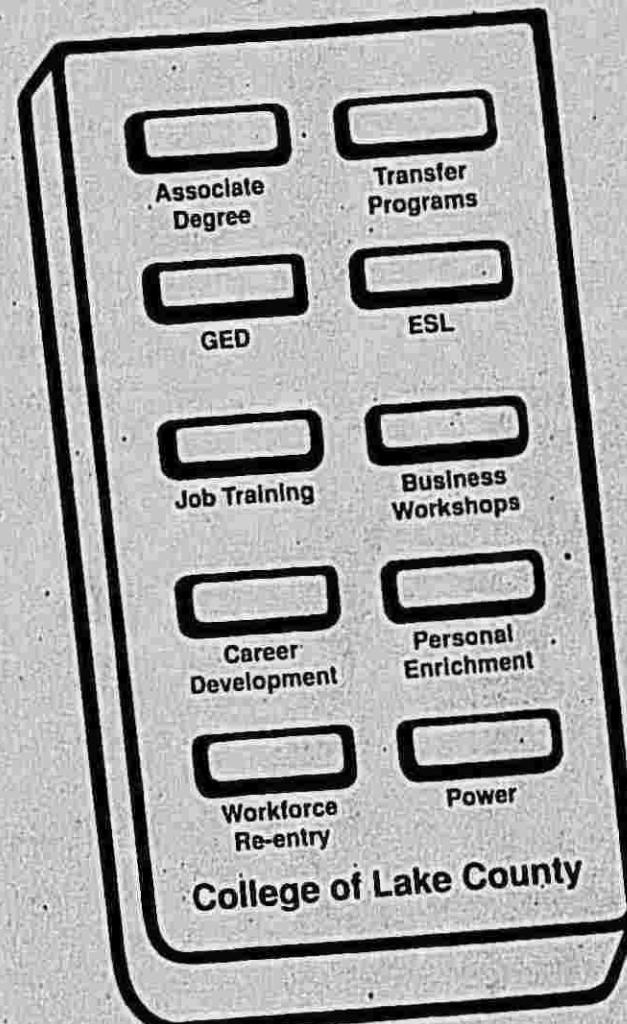 Associate
Degree
Transfer
Programs
GED
ESL
Job Training
Business
Workshops
Career
Development
Personal
Enrichment
Workforce
Re-entry
Power
College of Lake County